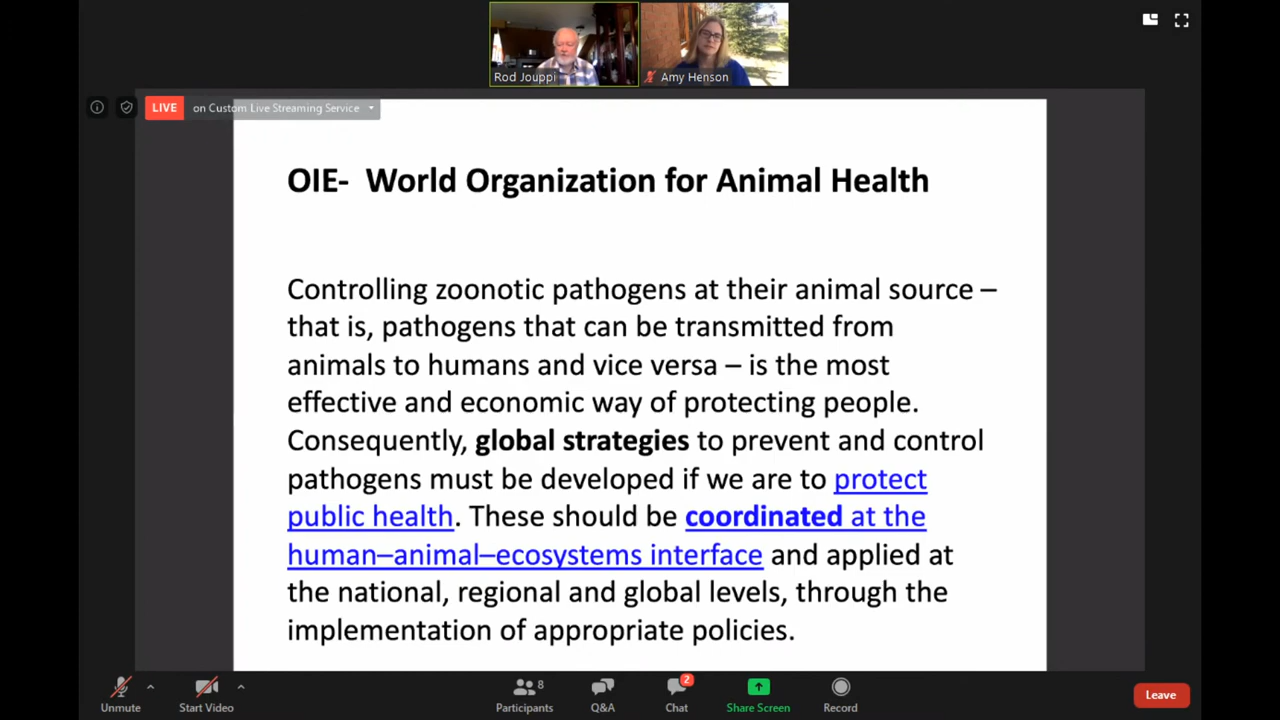 Rod Jouppi
Amy Henson
LIVE on Custom Live Streaming Service
OIE- World Organization for Animal Health
Controlling zoonotic pathogens at their animal source –
that is, pathogens that can be transmitted from
animals to humans and vice versa – is the most
effective and economic way of protecting people.
Consequently, global strategies to prevent and control
pathogens must be developed if we are to protect
public health. These should be coordinated at the
human–animal–ecosystems interface and applied at
the national, regional and global levels, through the
implementation of appropriate policies.
8
2
Unmute
Start Video
Participants
Q&A
Chat
Share Screen
Record
Leave